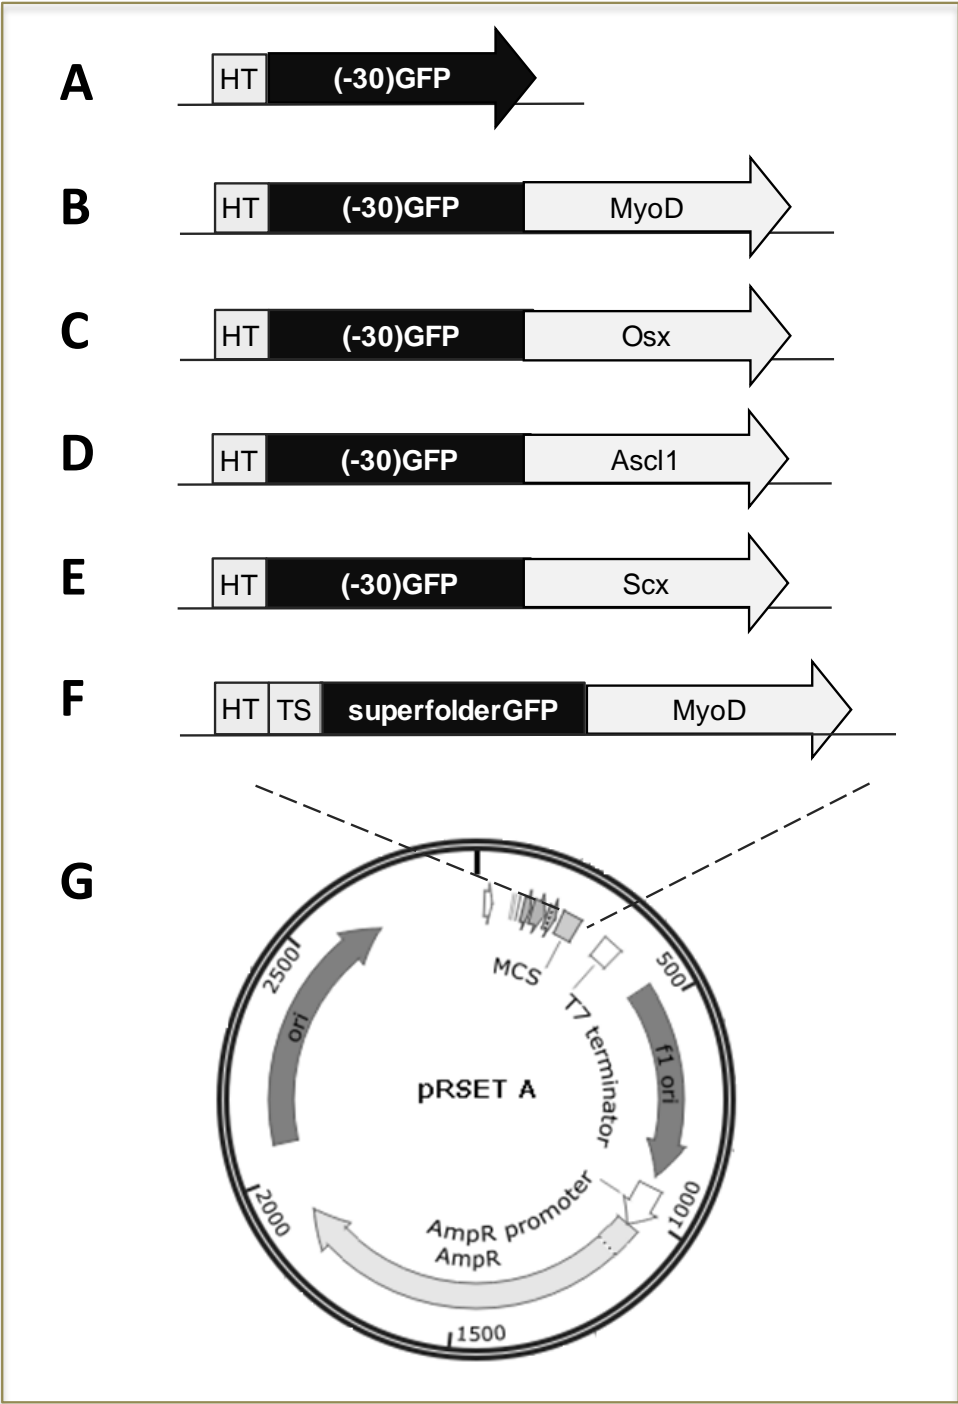 A
HT (-30)GFP
B
HT (-30)GFP MyoD
C
HT (-30)GFP Osx
D
HT (-30)GFP Ascl1
E
HT (-30)GFP Scx
F
HT TS superfolderGFP MyoD
G
MCS
T7 terminator
500
f1 ori
2500
ori
pRSET A
1000
AmpR promoter
AmpR
2000
1500